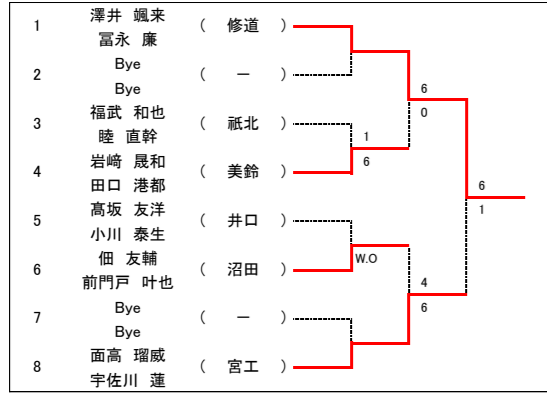 澤井 颯来
1 ( 修道 )
冨永 廉
6
Bye
2 ( ー )
Bye
0
福武 和也
3 ( 祇北 )
睦 直幹
1
6
岩﨑 晟和
4 ( 美鈴 )
田口 港都
6
1
髙坂 友洋
5 ( 井口 )
小川 泰生
佃 友輔
6 ( 沼田 ) W.O
前門戸 叶也
4
6
Bye
7 ( ー )
Bye
面高 瑠威
8 ( 宮工 )
宇佐川 蓮